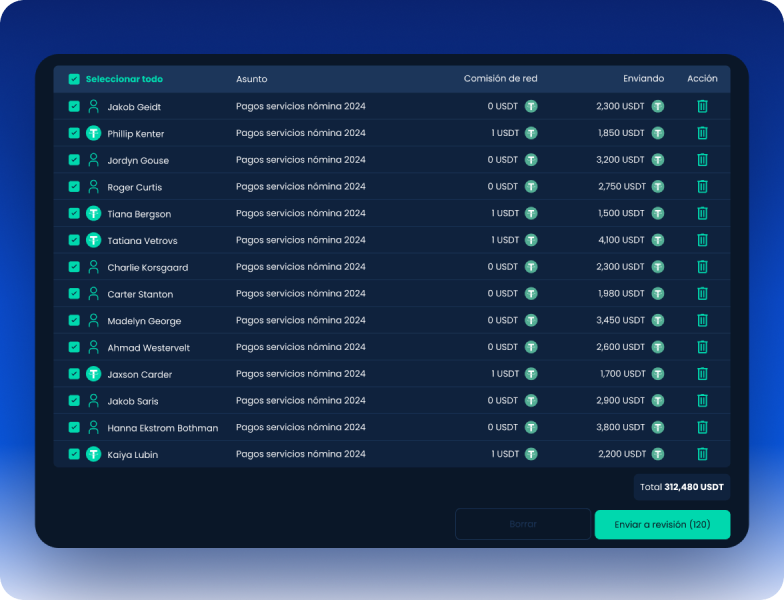 Seleccionar todo Asunto Comisión de red Enviando Acción
Jakob Geidt Pagos servicios nómina 2024 0 USDT 2,300 USDT
Phillip Kenter Pagos servicios nómina 2024 1 USDT 1,850 USDT
Jordyn Gouse Pagos servicios nómina 2024 0 USDT 3,200 USDT
Roger Curtis Pagos servicios nómina 2024 0 USDT 2,750 USDT
Tiana Bergson Pagos servicios nómina 2024 1 USDT 1,500 USDT
Tatiana Vetrovs Pagos servicios nómina 2024 1 USDT 4,100 USDT
Charlie Korsgaard Pagos servicios nómina 2024 0 USDT 2,300 USDT
Carter Stanton Pagos servicios nómina 2024 0 USDT 1,980 USDT
Madelyn George Pagos servicios nómina 2024 0 USDT 3,450 USDT
Ahmad Westervelt Pagos servicios nómina 2024 0 USDT 2,600 USDT
Jaxson Carder Pagos servicios nómina 2024 1 USDT 1,700 USDT
Jakob Saris Pagos servicios nómina 2024 0 USDT 2,900 USDT
Hanna Ekstrom Bothman Pagos servicios nómina 2024 0 USDT 3,800 USDT
Kaiya Lubin Pagos servicios nómina 2024 1 USDT 2,200 USDT
Total 312,480 USDT
Borrar Enviar a revisión (120)